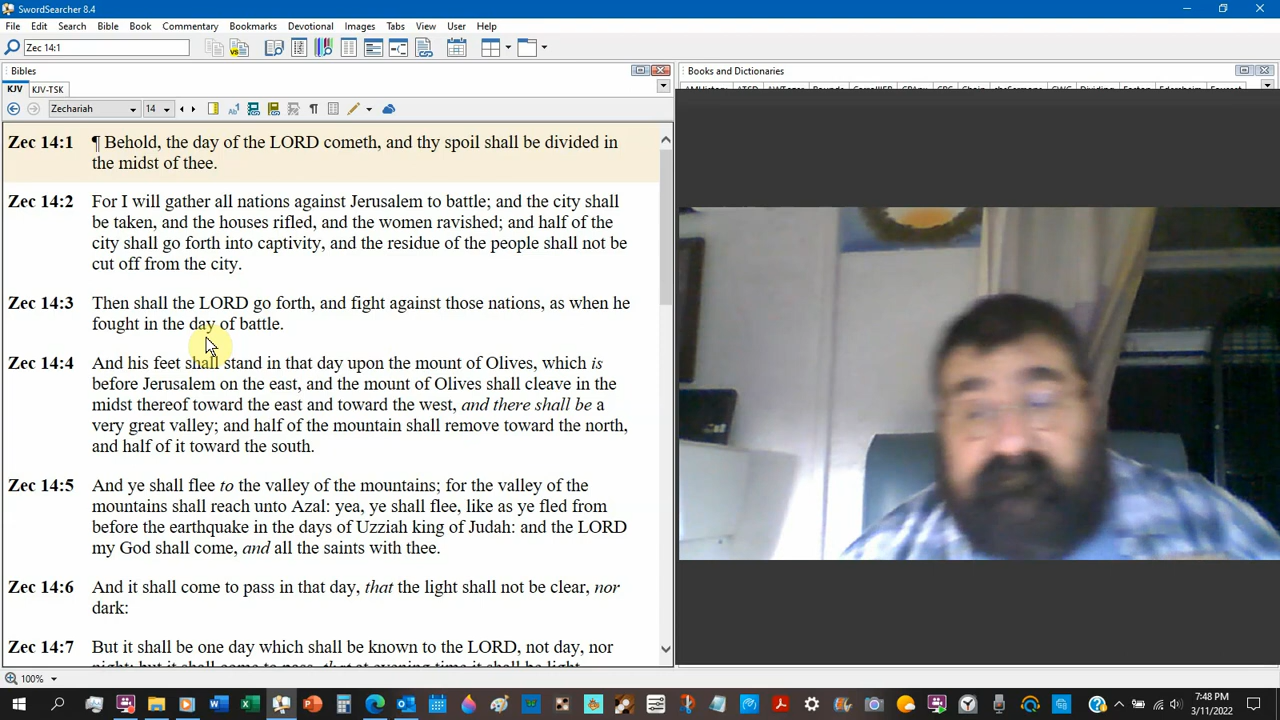 SwordSearcher 8.4
File Edit Search Bible Book Commentary Bookmarks Devotional Images Tabs View User Help
Zec 14:1
Bibles
Books and Dictionaries
KJV KJV-TSK
Zechariah 14
Zec 14:1 ¶ Behold, the day of the LORD cometh, and thy spoil shall be divided in
the midst of thee.
Zec 14:2 For I will gather all nations against Jerusalem to battle; and the city shall
be taken, and the houses rifled, and the women ravished; and half of the
city shall go forth into captivity, and the residue of the people shall not be
cut off from the city.
Zec 14:3 Then shall the LORD go forth, and fight against those nations, as when he
fought in the day of battle.
Zec 14:4 And his feet shall stand in that day upon the mount of Olives, which is
before Jerusalem on the east, and the mount of Olives shall cleave in the
midst thereof toward the east and toward the west, and there shall be a
very great valley; and half of the mountain shall remove toward the north,
and half of it toward the south.
Zec 14:5 And ye shall flee to the valley of the mountains; for the valley of the
mountains shall reach unto Azal: yea, ye shall flee, like as ye fled from
before the earthquake in the days of Uzziah king of Judah: and the LORD
my God shall come, and all the saints with thee.
Zec 14:6 And it shall come to pass in that day, that the light shall not be clear, nor
dark:
Zec 14:7 But it shall be one day which shall be known to the LORD, not day, nor
night: but it shall come to pass, that at evening time it shall be light.
100%
7:48 PM
3/11/2022